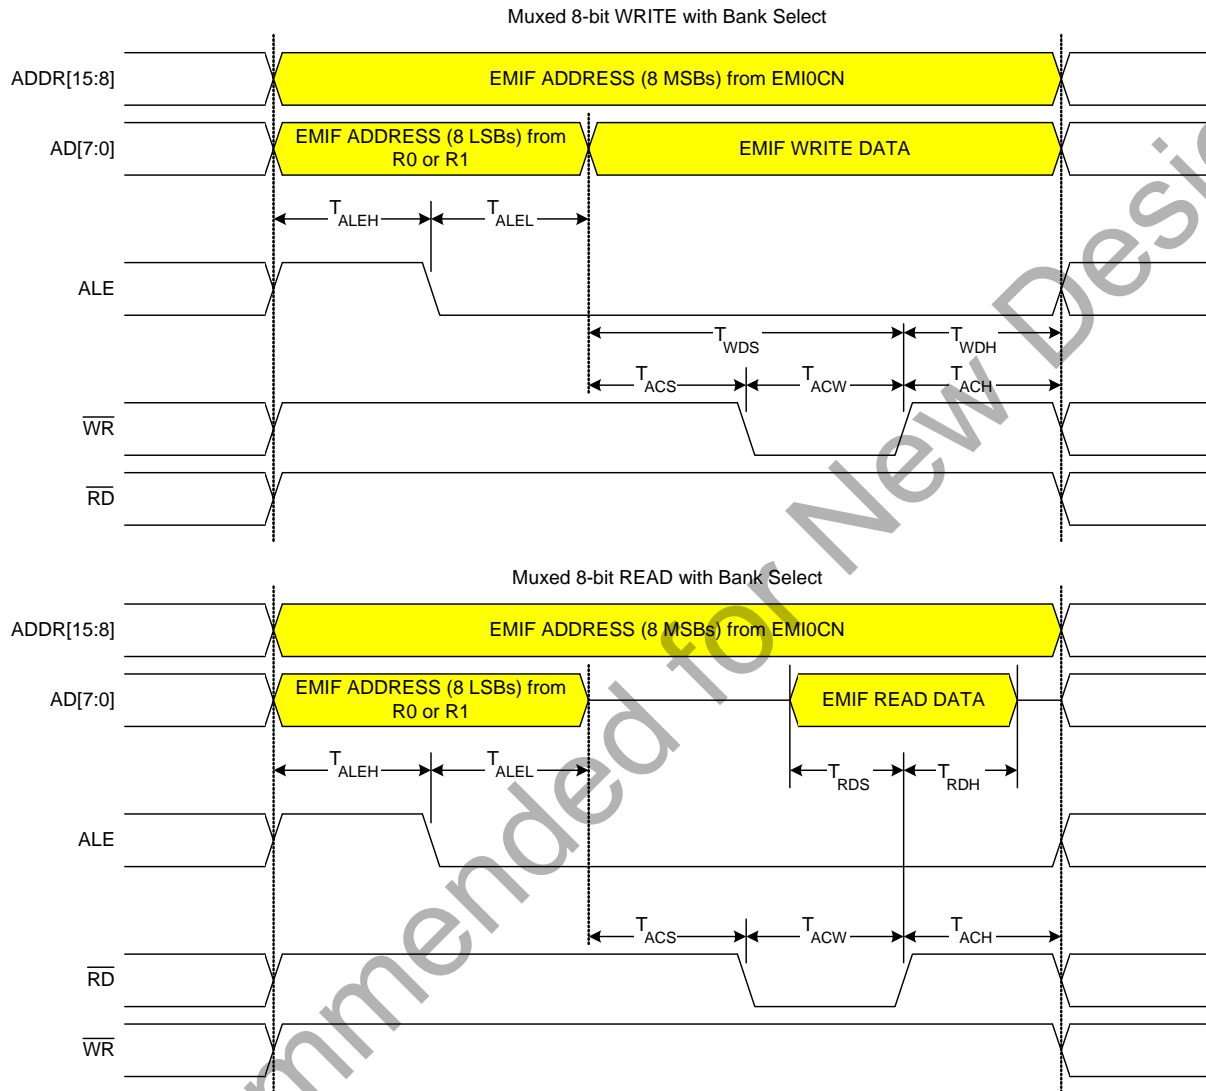 Muxed 8-bit WRITE with Bank Select
ADDR[15:8]
EMIF ADDRESS (8 MSBs) from EMI0CN
AD[7:0]
EMIF ADDRESS (8 LSBs) from
R0 or R1
EMIF WRITE DATA
TALEH
TALEL
ALE
TWDS
TWDH
TACS
TACW
TACH
WR
RD
Muxed 8-bit READ with Bank Select
ADDR[15:8]
EMIF ADDRESS (8 MSBs) from EMI0CN
AD[7:0]
EMIF ADDRESS (8 LSBs) from
R0 or R1
EMIF READ DATA
TALEH
TALEL
TRDS
TRDH
ALE
TACS
TACW
TACH
RD
WR
mmended for New Desi